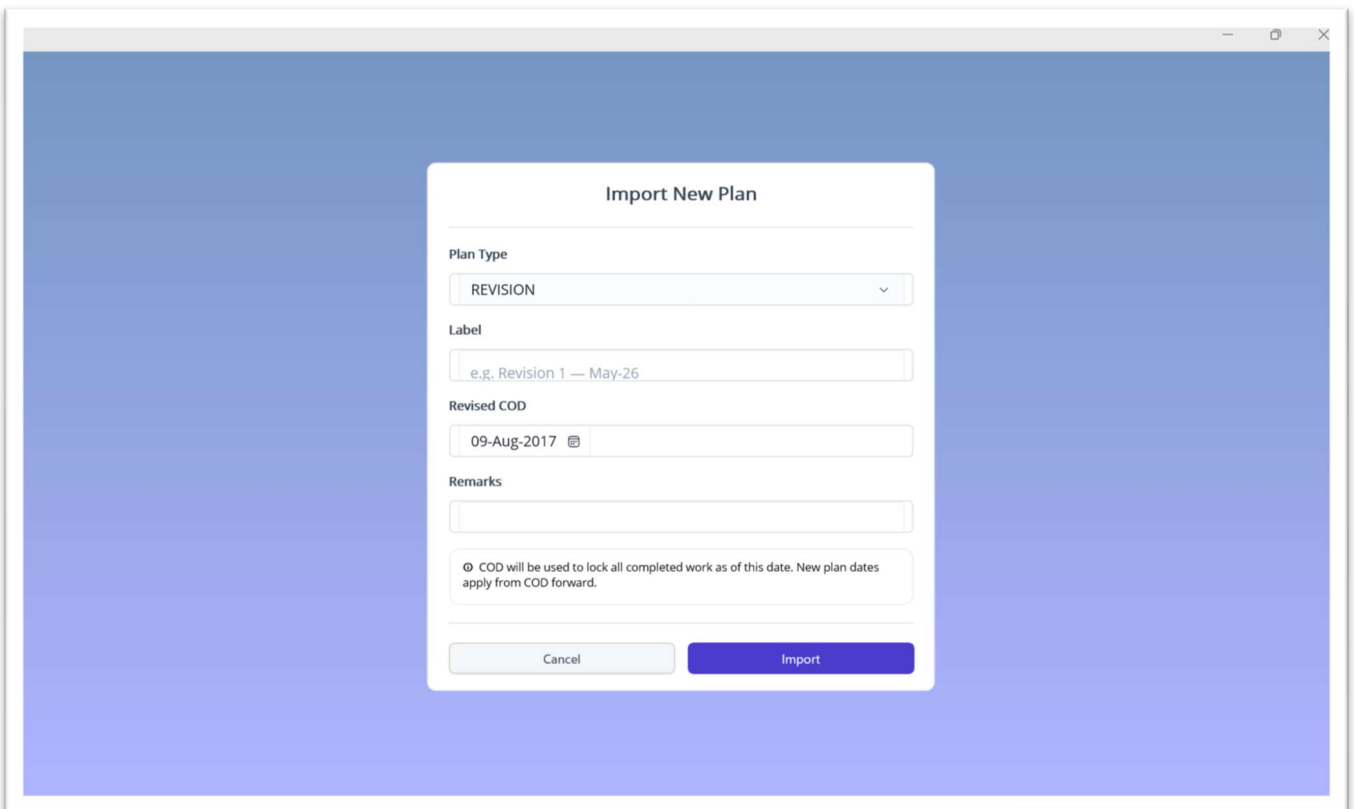 Import New Plan
Plan Type
REVISION
Label
e.g. Revision 1 — May-26
Revised COD
09-Aug-2017
Remarks
COD will be used to lock all completed work as of this date. New plan dates
apply from COD forward.
Cancel Import